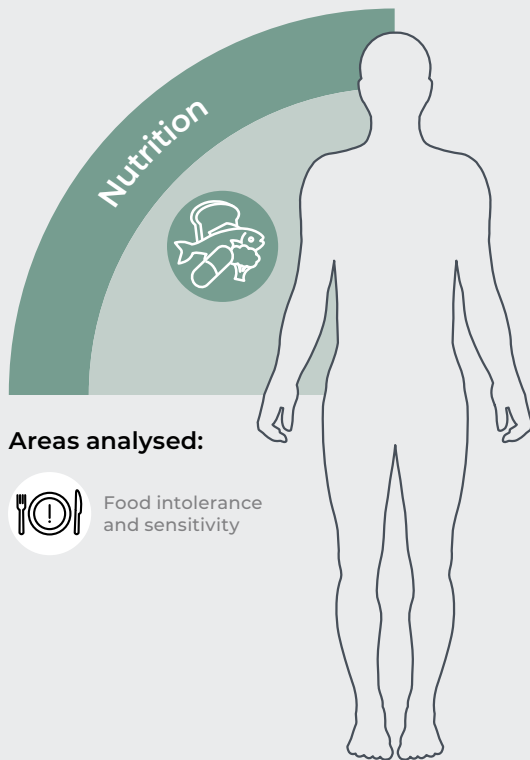 Nutrition
Areas analysed:
Food intolerance
and sensitivity